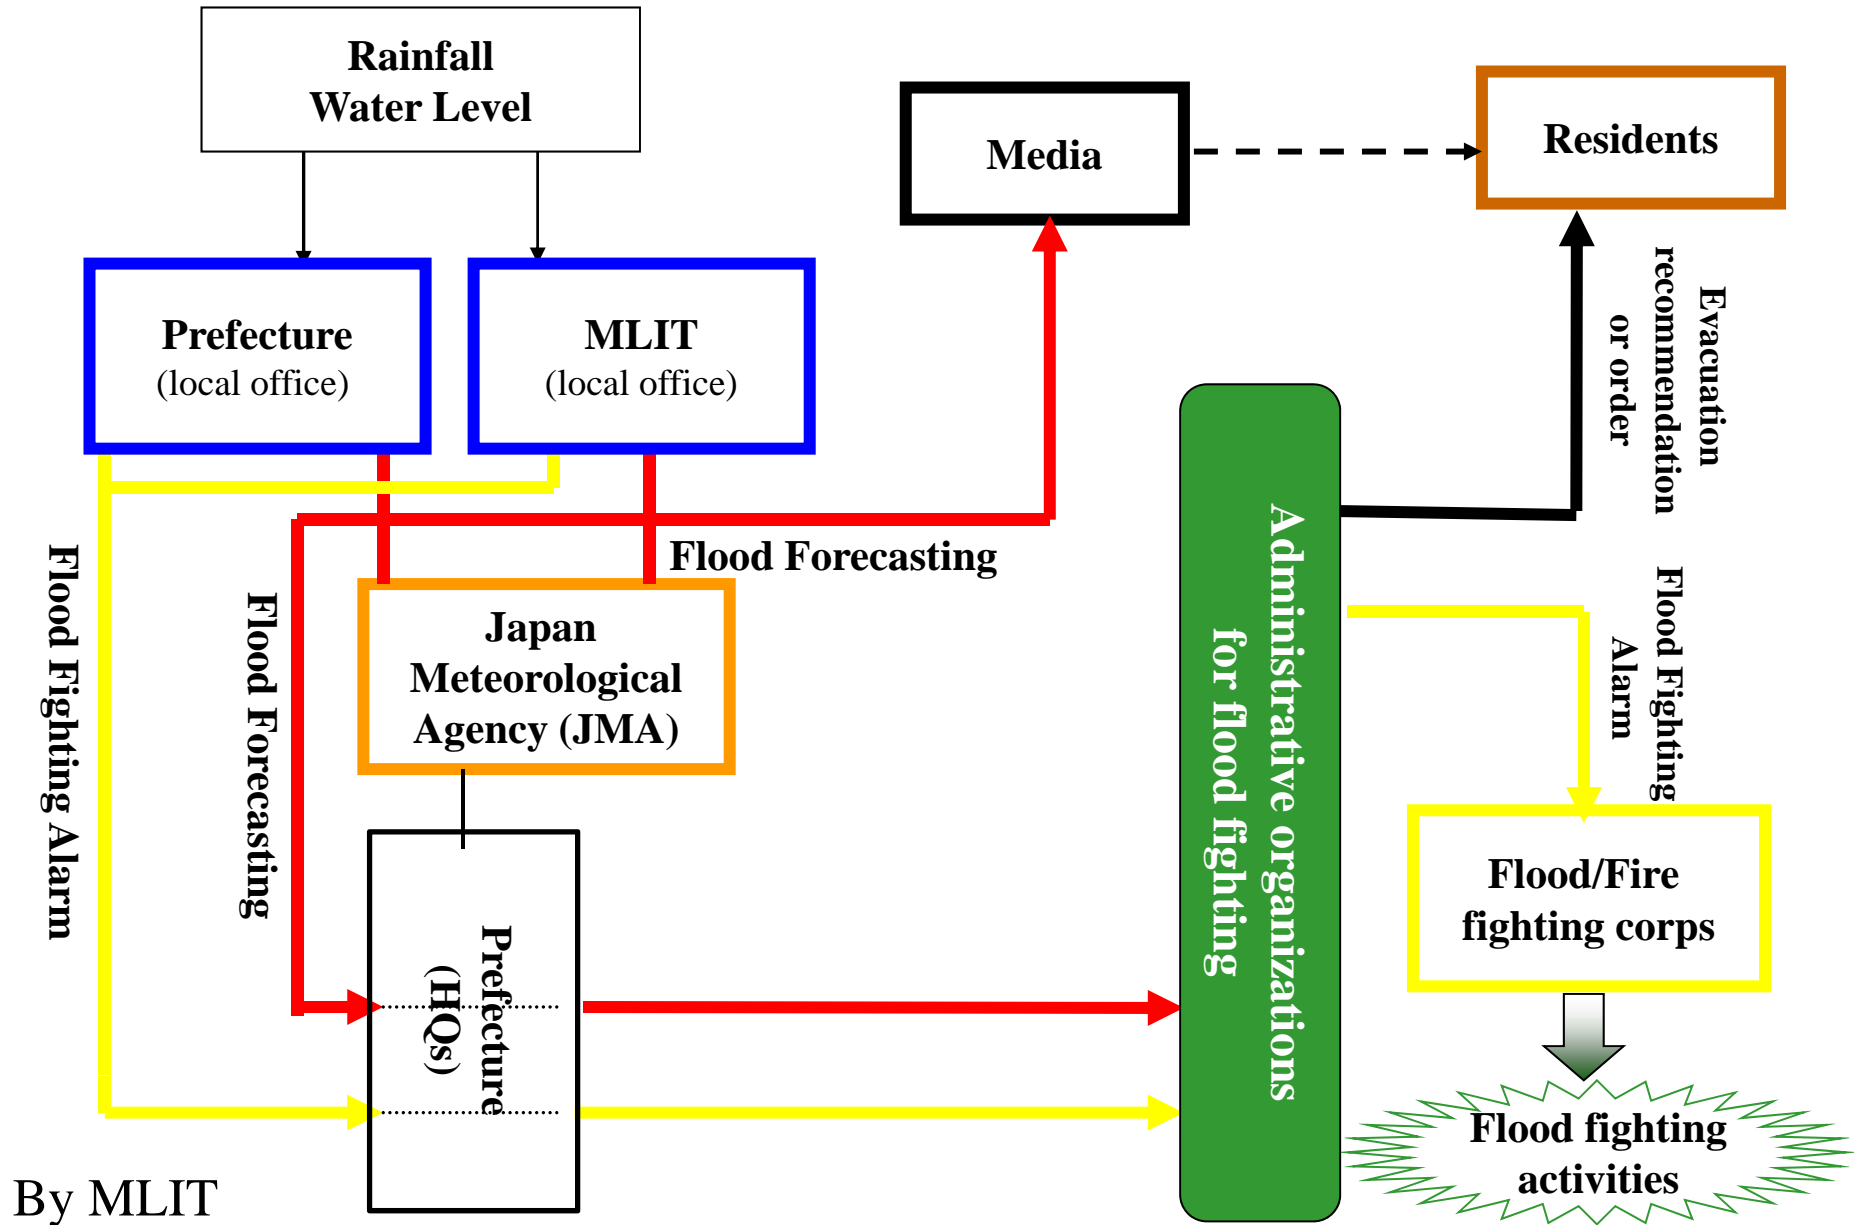 Rainfall
Water Level
Media
Residents
Prefecture
(local office)
MLIT
(local office)
Evacuation
recommendation
or order
Flood Forecasting
Japan
Meteorological
Agency (JMA)
Flood Fighting Alarm
Flood Forecasting
Administrative organizations
for flood fighting
Flood Fighting
Alarm
Prefecture
(HQs)
Flood/Fire
fighting corps
Flood fighting
activities
By MLIT